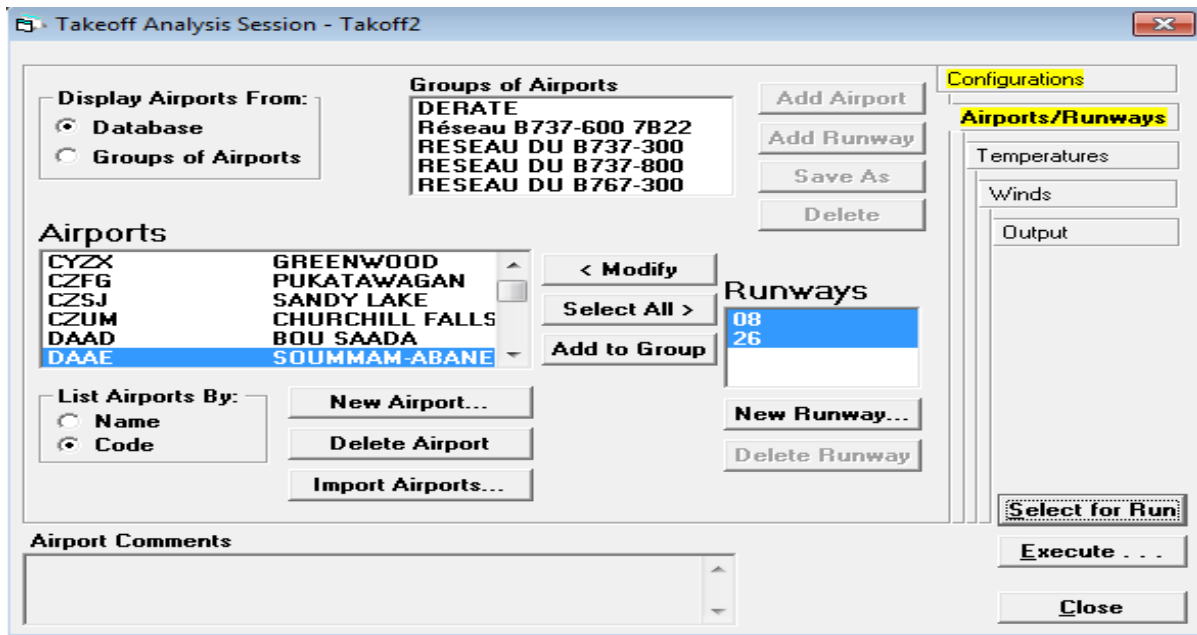 Takeoff Analysis Session - Takoff2
Display Airports From:
Database
Groups of Airports
Groups of Airports
DERATE
Réseau B737-600 7B22
RESEAU DU B737-300
RESEAU DU B737-800
RESEAU DU B767-300
Add Airport
Add Runway
Save As
Delete
Configurations
Airports/Runways
Temperatures
Winds
Output
Airports
CYZX GREENWOOD
CZFG PUKATAWAGAN
CZSJ SANDY LAKE
CZUM CHURCHILL FALLS
DAAD BOU SAADA
DAAE SOUMMAM-ABANE
< Modify
Select All >
Add to Group
Runways
08
26
List Airports By:
Name
Code
New Airport...
Delete Airport
Import Airports...
New Runway...
Delete Runway
Select for Run
Execute . . .
Close
Airport Comments